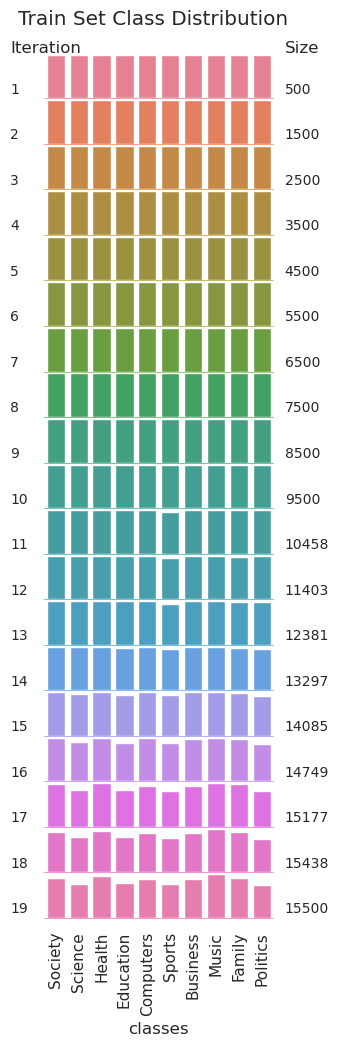 Train Set Class Distribution
Iteration Size
1 500
2 1500
3 2500
4 3500
5 4500
6 5500
7 6500
8 7500
9 8500
10 9500
11 10458
12 11403
13 12381
14 13297
15 14085
16 14749
17 15177
18 15438
19 15500
Society
Science
Health
Education
Computers
Sports
Business
Music
Family
Politics
classes